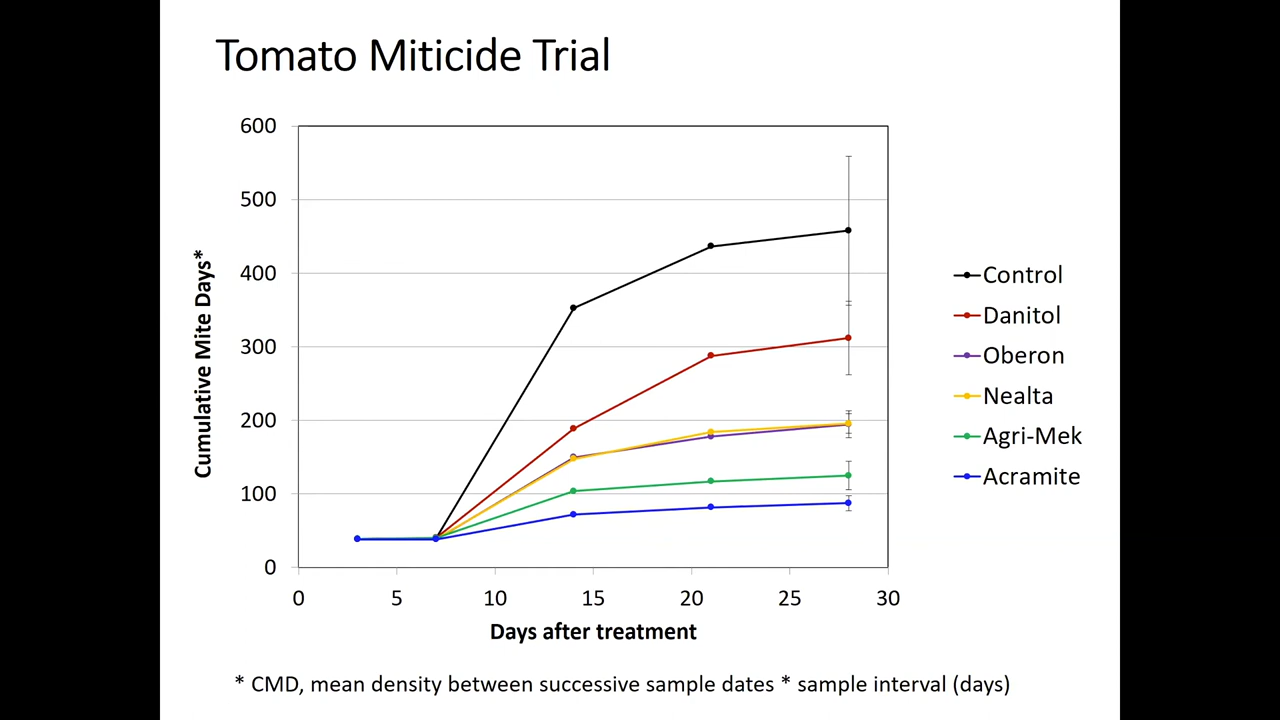 Tomato Miticide Trial
600
500
400
300
200
100
0
Cumulative Mite Days*
0 5 10 15 20 25 30
Days after treatment
Control
Danitol
Oberon
Nealta
Agri-Mek
Acramite
* CMD, mean density between successive sample dates * sample interval (days)